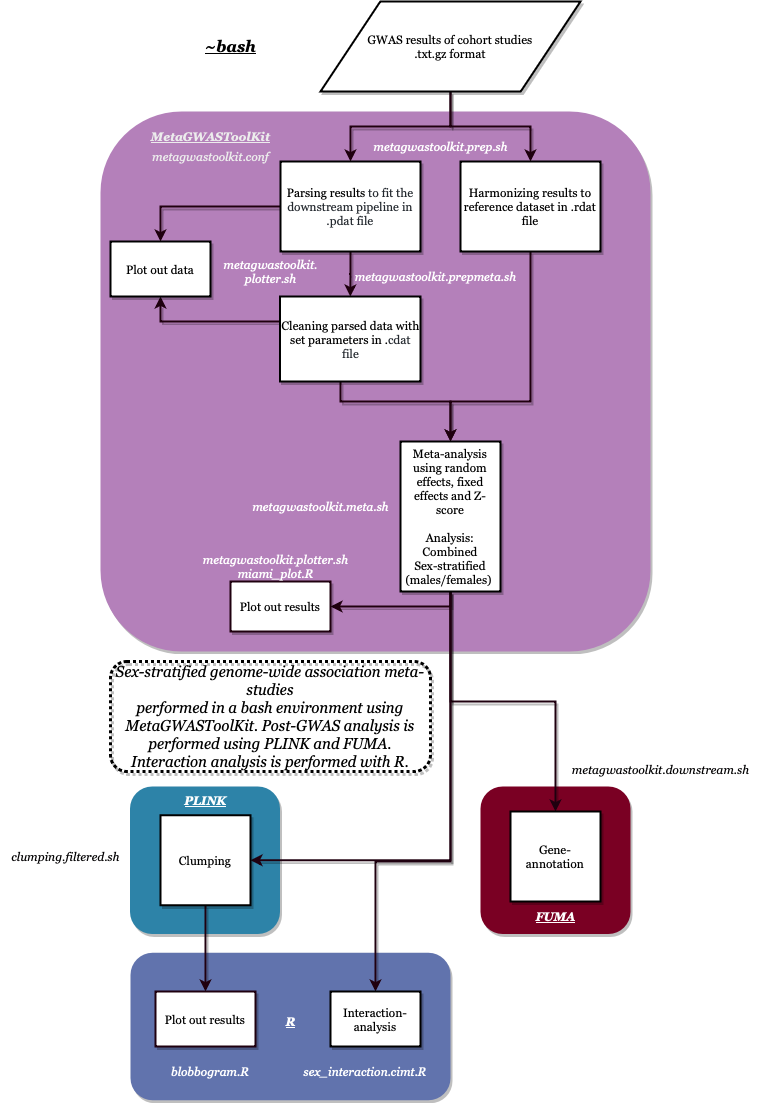 GWAS results of cohort studies
.txt.gz format
~bash
MetaGWASToolKit
metagwastoolkit.conf
metagwastoolkit.prep.sh
Parsing results to fit the
downstream pipeline in
.pdat file
Harmonizing results to
reference dataset in .rdat
file
Plot out data
metagwastoolkit.
plotter.sh
metagwastoolkit.prepmeta.sh
Cleaning parsed data with
set parameters in .cdat
file
Meta-analysis
using random
effects, fixed
effects and Z-
score
Analysis:
Combined
Sex-stratified
(males/females)
metagwastoolkit.meta.sh
metagwastoolkit.plotter.sh
miami_plot.R
Plot out results
Sex-stratified genome-wide association meta-
studies
performed in a bash environment using
MetaGWASToolKit. Post-GWAS analysis is
performed using PLINK and FUMA.
Interaction analysis is performed with R.
metagwastoolkit.downstream.sh
PLINK
clumping.filtered.sh
Clumping
Gene-
annotation
FUMA
Plot out results
R
Interaction-
analysis
blobbogram.R
sex_interaction.cimt.R